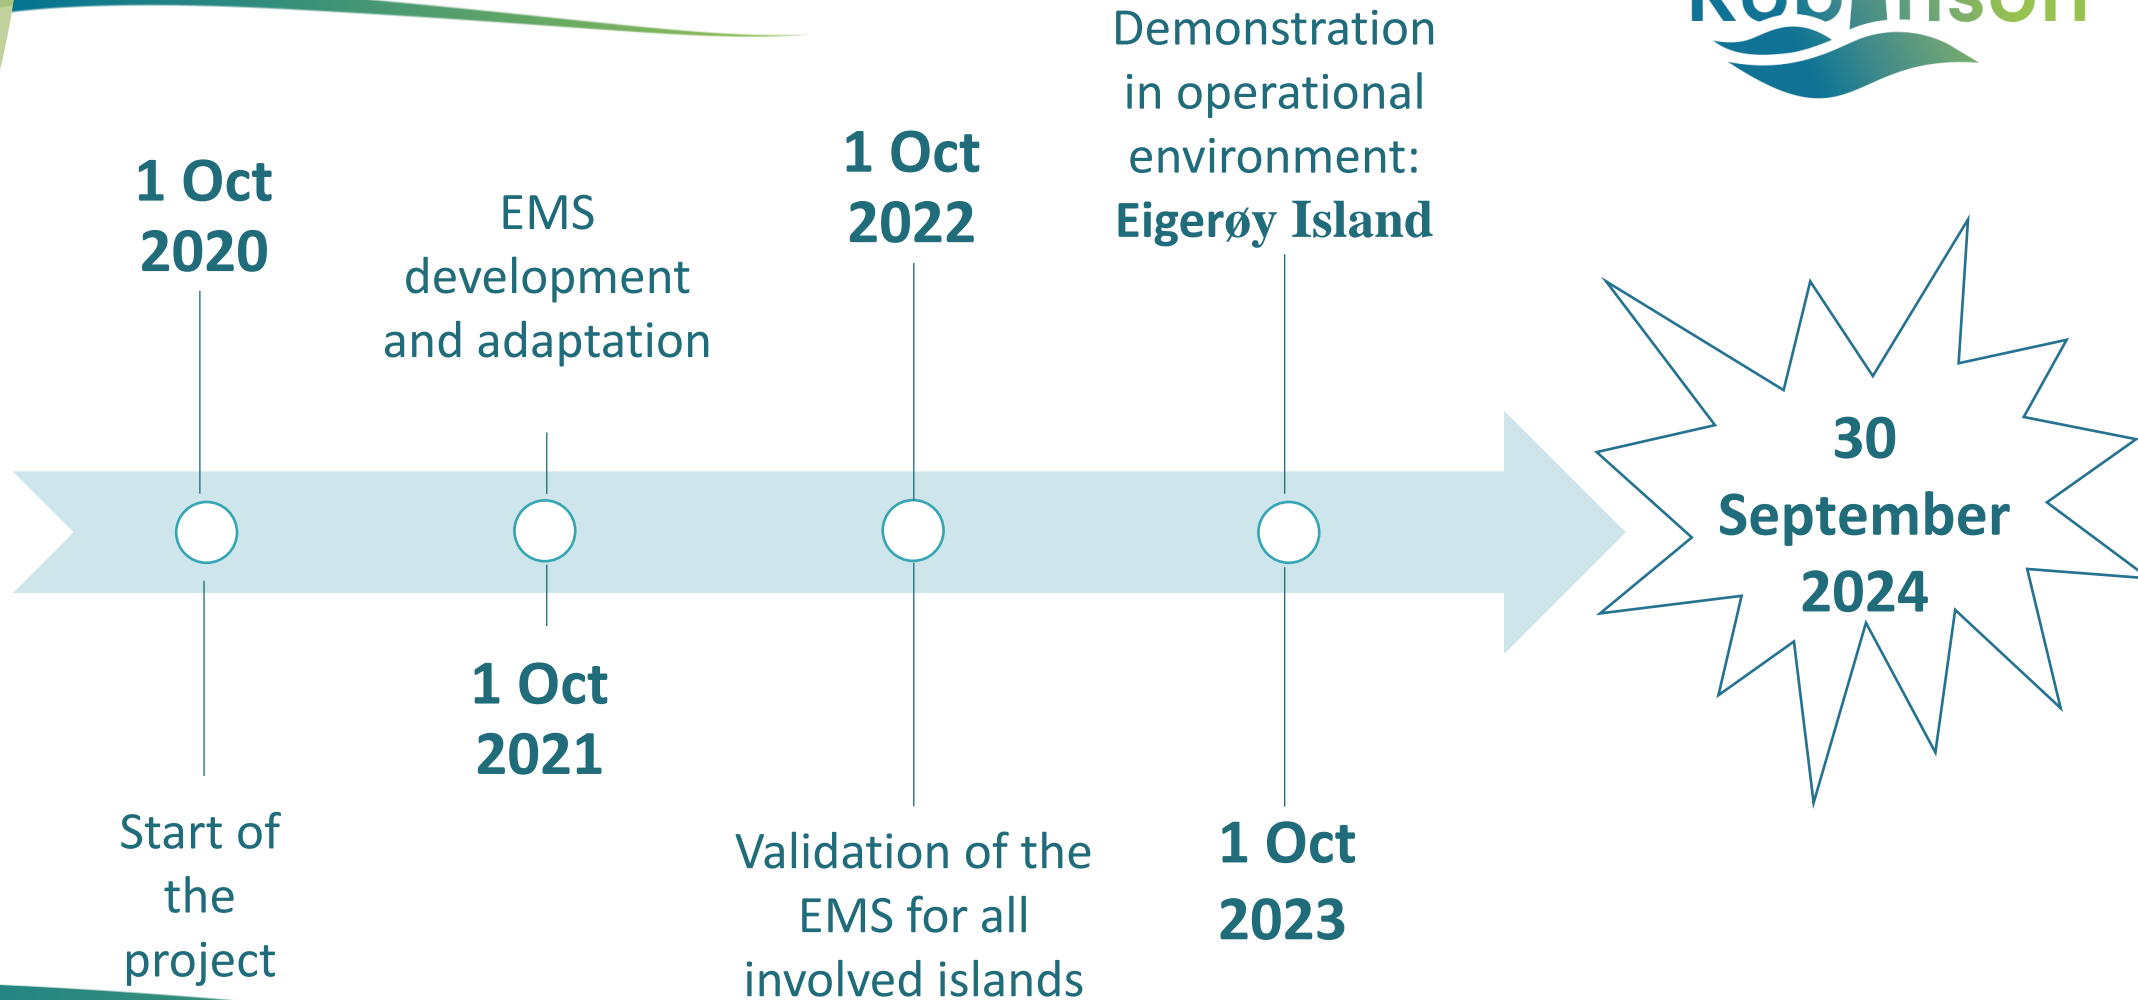 Robinson
1 Oct
2020
Start of
the
project
EMS
development
and adaptation
1 Oct
2021
1 Oct
2022
Validation of the
EMS for all
involved islands
Demonstration
in operational
environment:
Eigerøy Island
1 Oct
2023
30
September
2024